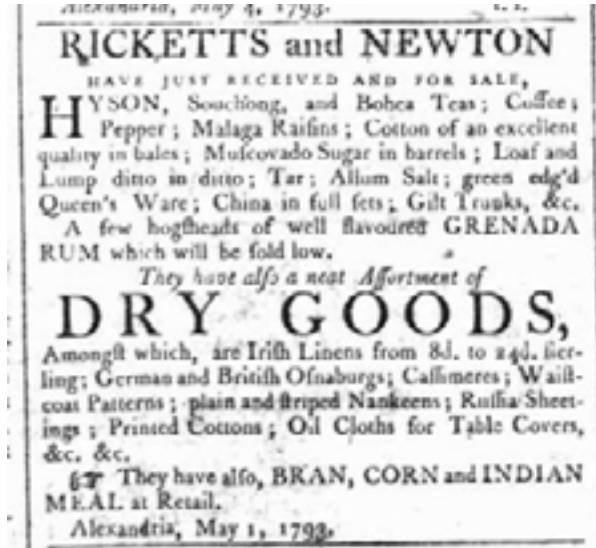 Alexandria, May 4, 1793.
RICKETTS and NEWTON
HAVE JUST RECEIVED AND FOR SALE,
HYSON, Souchong, and Bohea Teas; Coffee;
Pepper; Malaga Raiſins; Cotton of an excellent
quality in bales; Muſcovado Sugar in barrels; Loaf and
Lump ditto in ditto; Tar; Allum Salt; green edg'd
Queen's Ware; China in full ſets; Gilt Trunks, &c.
A few hogſheads of well flavoured GRENADA
RUM which will be ſold low.
They have alſo a neat Aſſortment of
DRY GOODS,
Amongſt which, are Iriſh Linens from 8d. to 24d. ſter-
ling; German and Britiſh Oſnaburgs; Caſſimeres; Waiſt-
coat Patterns; plain and ſtriped Nankeens; Ruſſia Sheet-
ings; Printed Cottons; Oil Cloths for Table Covers,
&c. &c.
☞ They have alſo, BRAN, CORN and INDIAN
MEAL at Retail.
Alexandria, May 1, 1793.